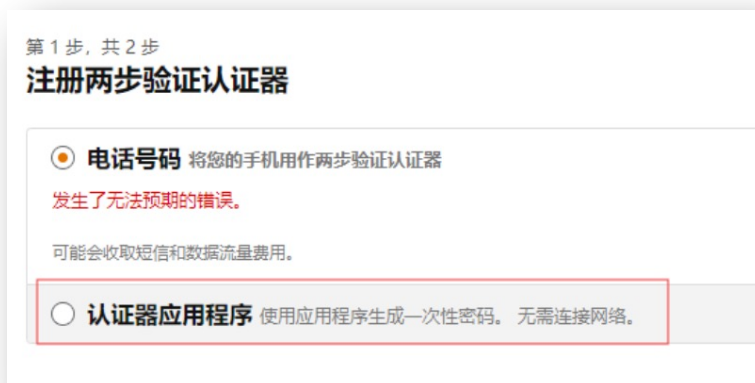 第 1 步, 共 2 步
注册两步验证认证器
电话号码 将您的手机用作两步验证认证器
发生了无法预期的错误。
可能会收取短信和数据流量费用。
认证器应用程序 使用应用程序生成一次性密码。 无需连接网络。